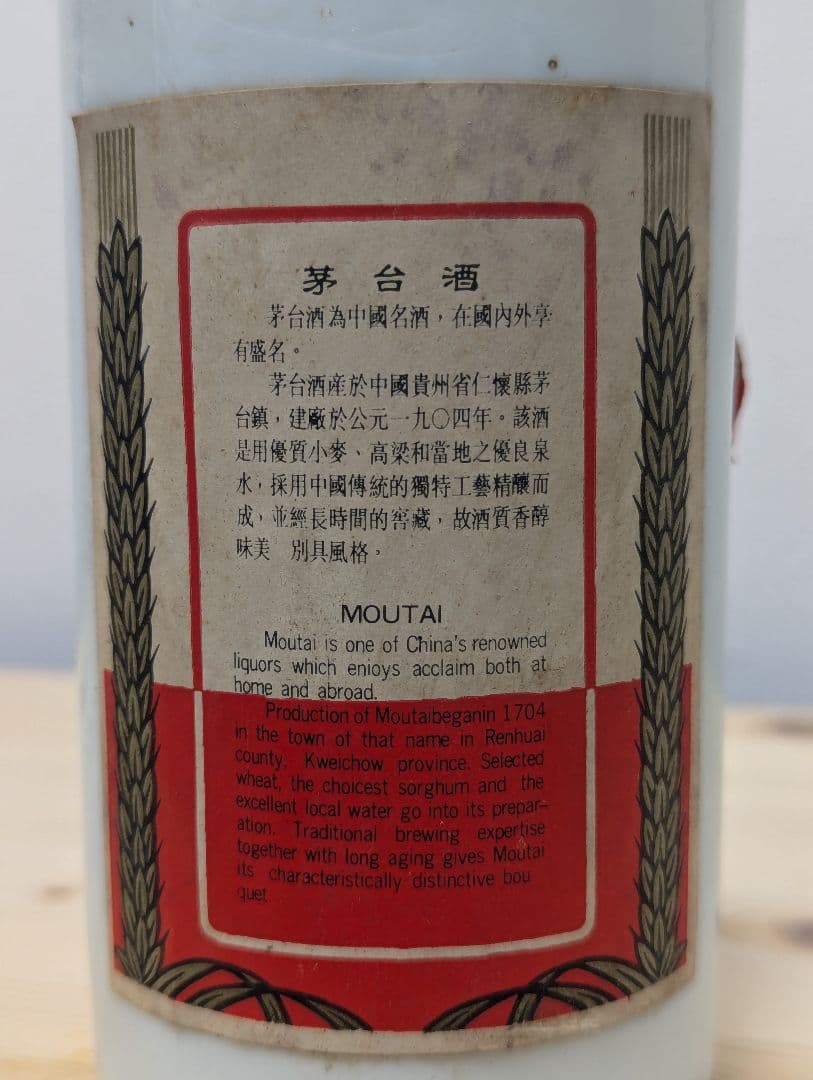 茅台酒
茅台酒為中國名酒，在國內外享
有盛名。
茅台酒産於中國貴州省仁懷縣茅
台鎮，建廠於公元一九〇四年。該酒
是用優質小麥、高梁和當地之優良泉
水，採用中國傳統的獨特工藝精釀而
成，並經長時間的窖藏，故酒質香醇
味美 別具風格。
MOUTAI
Moutai is one of China's renowned
liquors which enioys acclaim both at
home and abroad.
Production of Moutaibeganin 1704
in the town of that name in Renhuai
county, Kweichow province. Selected
wheat, the choicest sorghum and the
excellent local water go into its prepar-
ation. Traditional brewing expertise
together with long aging gives Moutai
its characteristically distinctive bou
quet